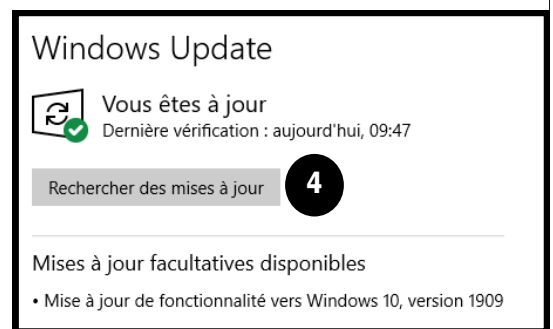 Windows Update
Vous êtes à jour
Dernière vérification : aujourd'hui, 09:47
Rechercher des mises à jour
4
Mises à jour facultatives disponibles
• Mise à jour de fonctionnalité vers Windows 10, version 1909